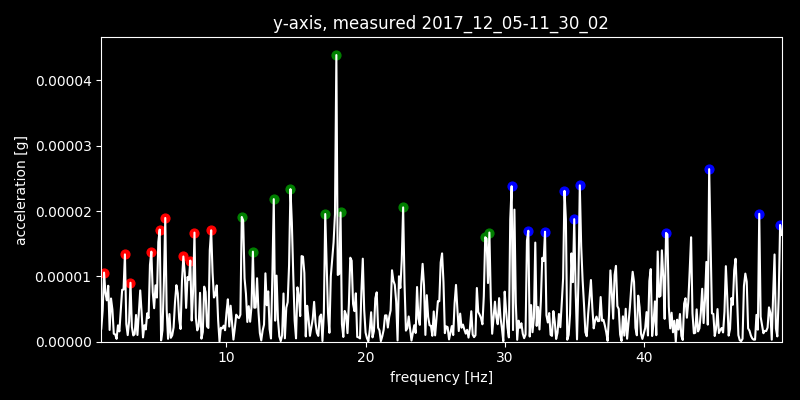 y-axis, measured 2017_12_05-11_30_02
acceleration [g]
0.00004
0.00003
0.00002
0.00001
0.00000
10 20 30 40
frequency [Hz]